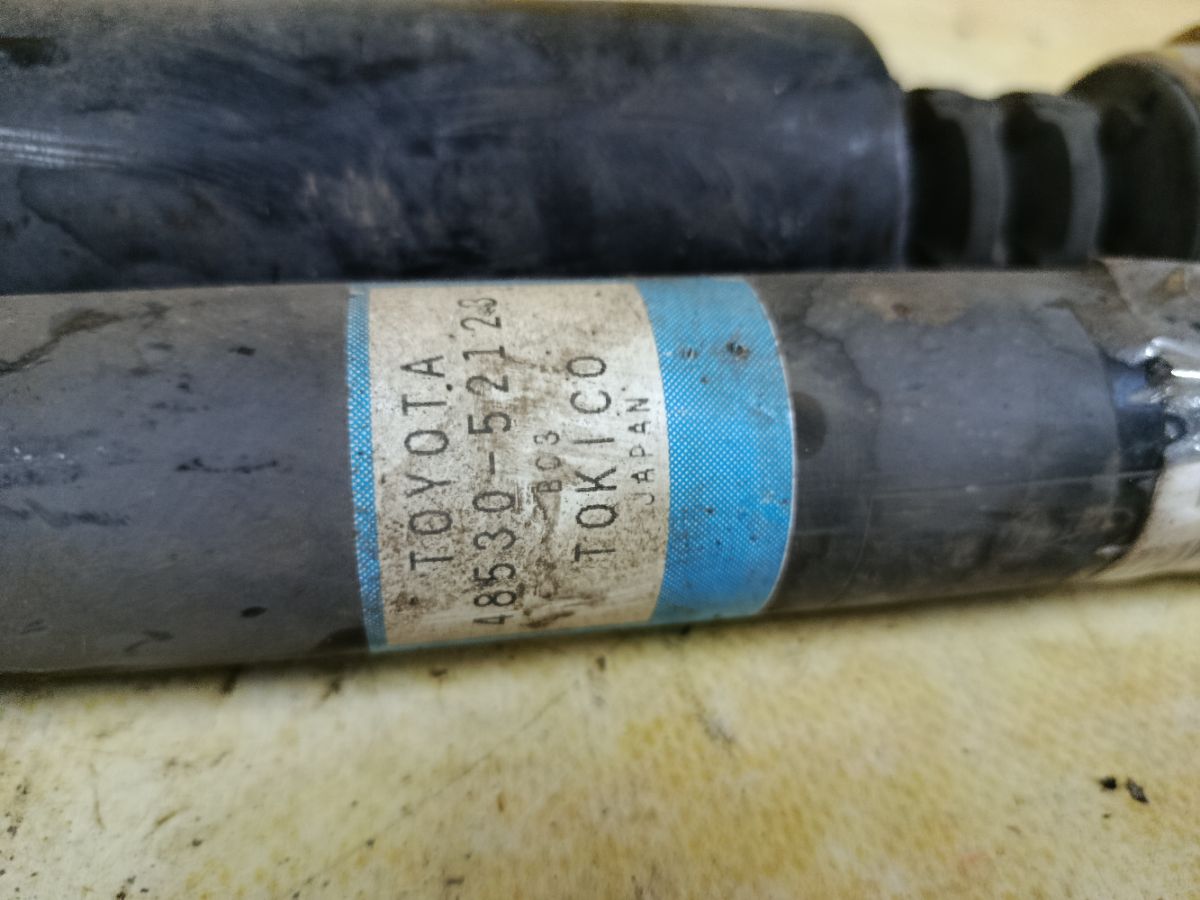 TOYOTA
48530-52123
B03
TOKICO
JAPAN